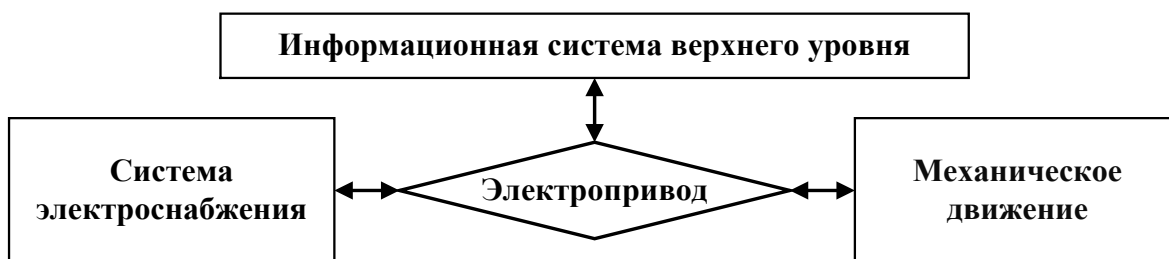 Информационная система верхнего уровня
Система
электроснабжения
Электропривод
Механическое
движение